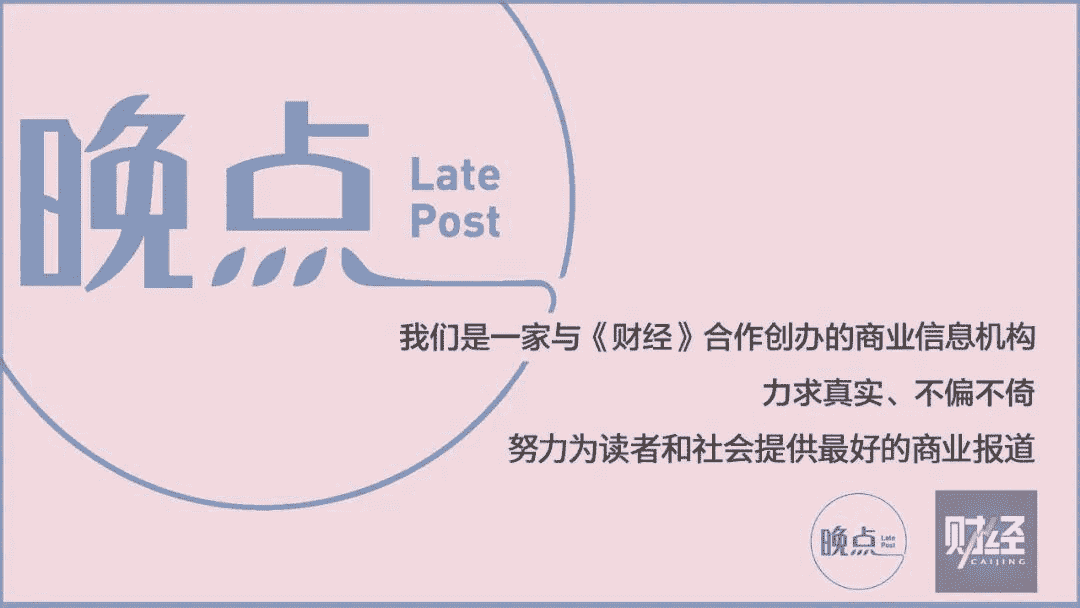 晚点
Late
Post
我们是一家与《财经》合作创办的商业信息机构
力求真实、不偏不倚
努力为读者和社会提供最好的商业报道
晚点
Late
Post
财经
CAIJING